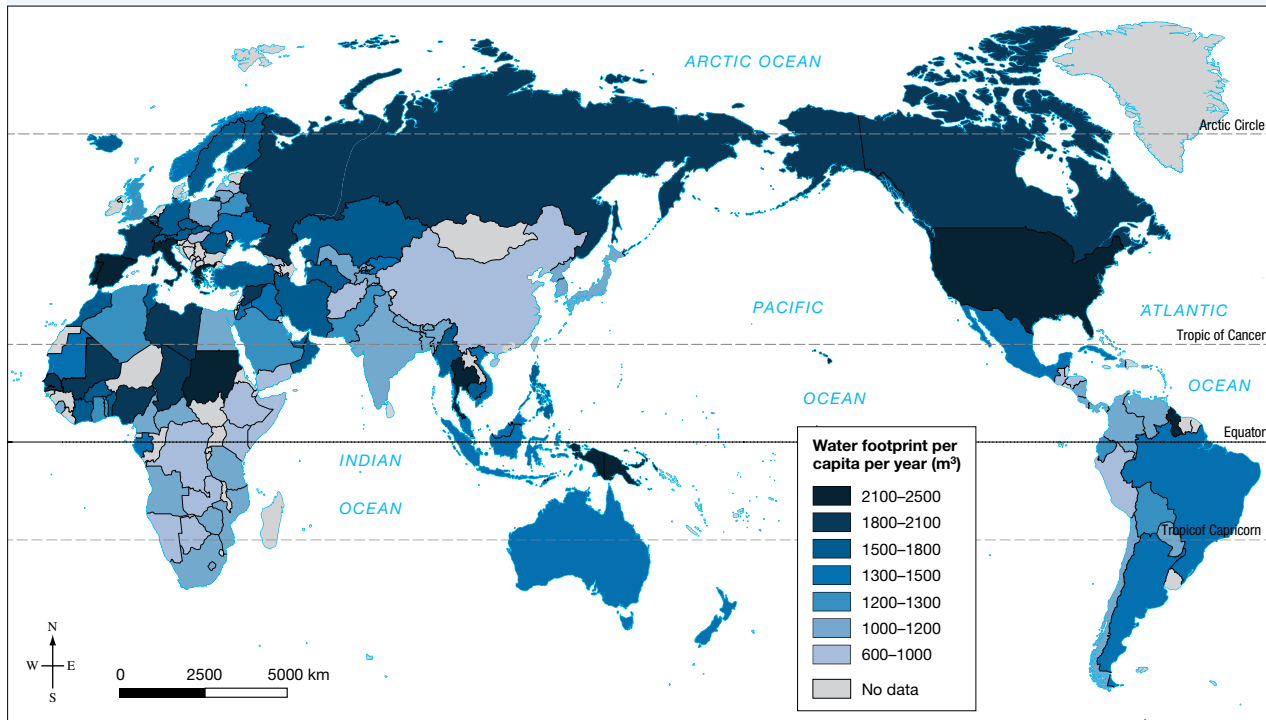 ARCTIC OCEAN
Arctic Circle
PACIFIC
ATLANTIC
Tropic of Cancer
OCEAN
OCEAN
Equator
INDIAN
OCEAN
Tropicof Capricorn
Water footprint per
capita per year (m³)
2100–2500
1800–2100
1500–1800
1300–1500
1200–1300
1000–1200
600–1000
No data
N
W E
S
0 2500 5000 km